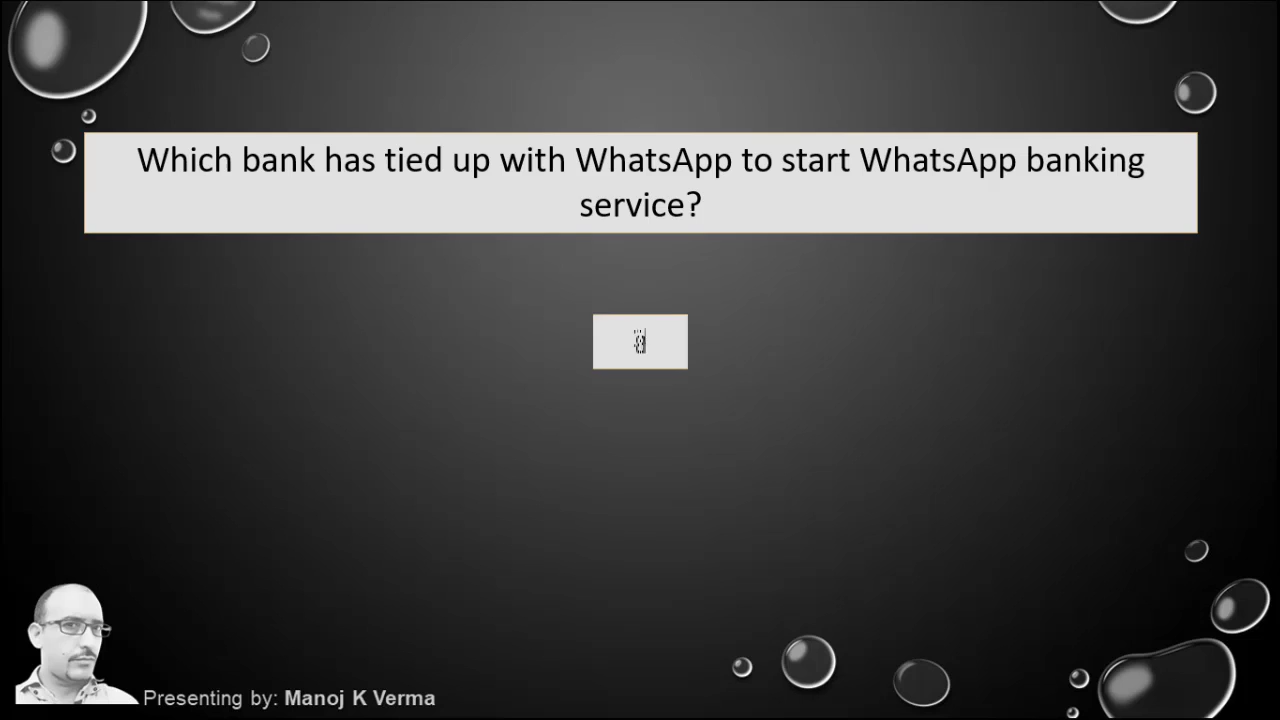 Which bank has tied up with WhatsApp to start WhatsApp banking
service?
Presenting by: Manoj K Verma